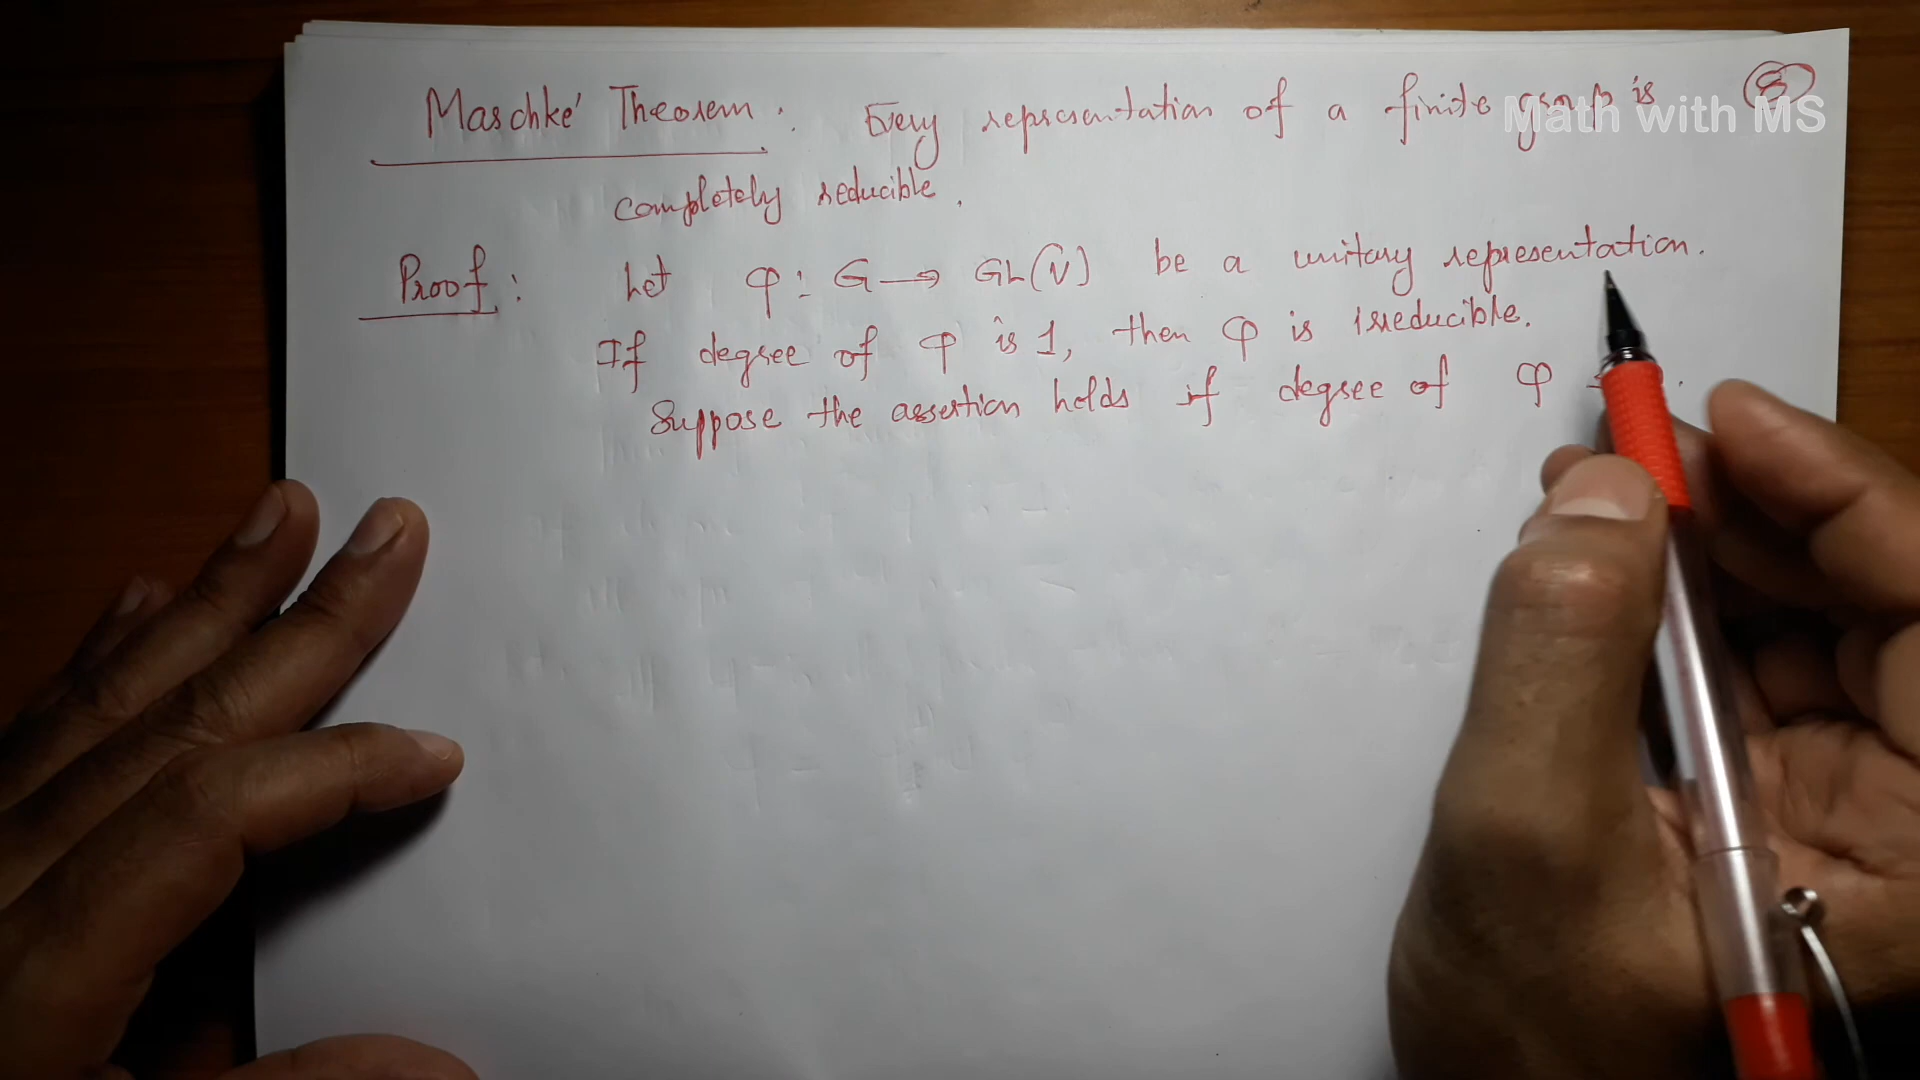 Maschke' Theorem : Every representation of a finite group is 8
completely reducible.
Proof : Let φ : G → GL(V) be a unitary representation.
If degree of φ is 1, then φ is irreducible.
Suppose the assertion holds if degree of φ
Math with MS